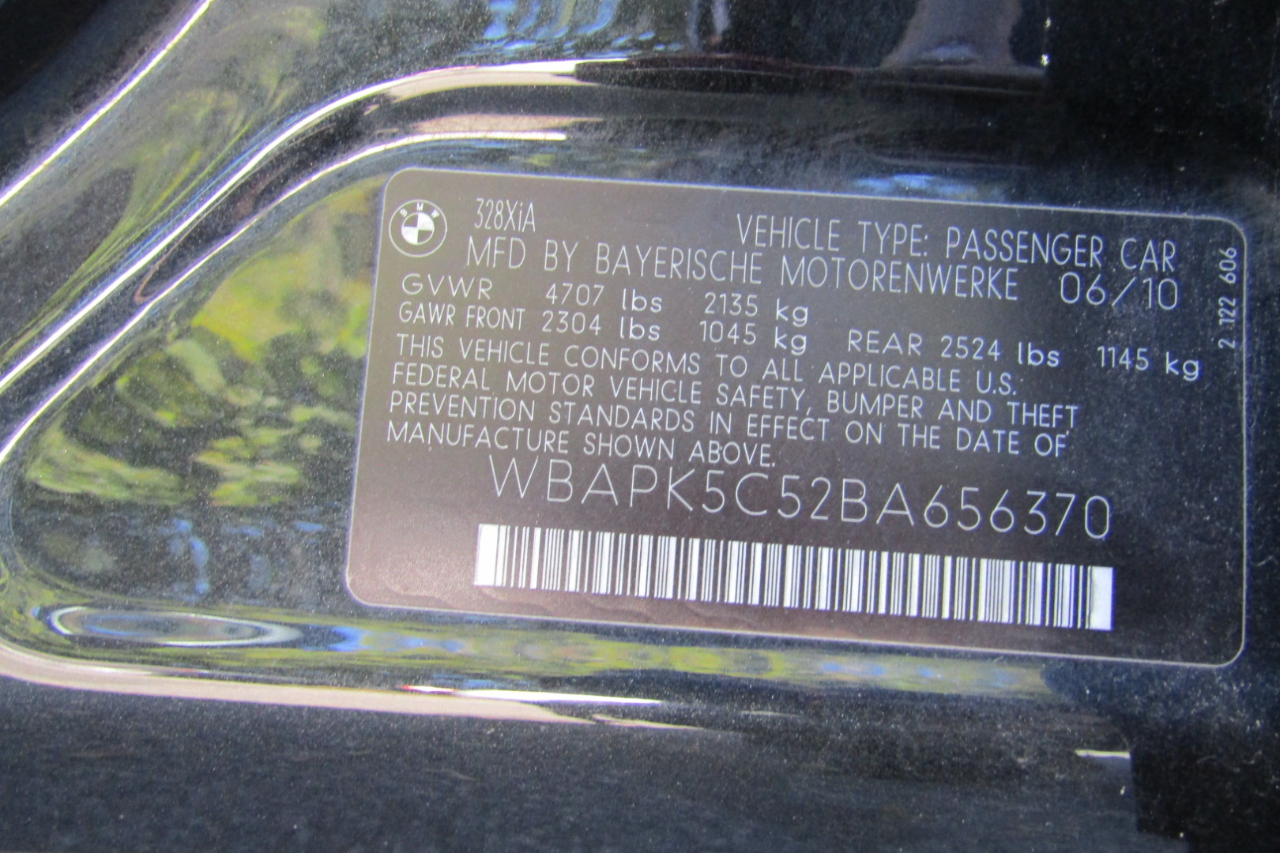 BMW
328XiA
VEHICLE TYPE: PASSENGER CAR
MFD BY BAYERISCHE MOTORENWERKE 06/10
GVWR 4707 lbs 2135 kg
GAWR FRONT 2304 lbs 1045 kg REAR 2524 lbs 1145 kg
THIS VEHICLE CONFORMS TO ALL APPLICABLE U.S.
FEDERAL MOTOR VEHICLE SAFETY, BUMPER AND THEFT
PREVENTION STANDARDS IN EFFECT ON THE DATE OF
MANUFACTURE SHOWN ABOVE.
WBAPK5C52BA656370
2 122 606